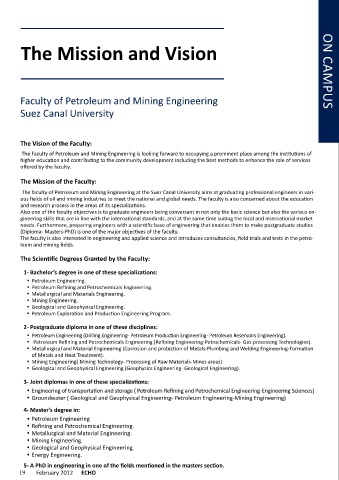 ON CAMPUS
The Mission and Vision
Faculty of Petroleum and Mining Engineering
Suez Canal University
The Vision of the Faculty:
The Faculty of Petroleum and Mining Engineering is looking forward to occupying a prominent place among the institutions of
higher education and contributing to the community development including the best methods to enhance the role of services
offered by the Faculty.
The Mission of the Faculty:
The faculty of Petroleum and Mining Engineering at the Suez Canal University aims at graduating professional engineers in vari-
ous fields of oil and mining industries to meet the national and global needs. The faculty is also concerned about the education
and research process in the areas of its specializations.
Also one of the faculty objectives is to graduate engineers being conversant in not only the basic science but also the various en-
gineering skills that are in line with the international standards, and at the same time suiting the local and international market
needs. Furthermore, preparing engineers with a scientific base of engineering that enables them to make postgraduate studies
(Diploma- Masters-PhD) is one of the major objectives of the faculty.
The faculty is also interested in engineering and applied science and introduces consultancies, field trials and tests in the petro-
leum and mining fields.
The Scientific Degrees Granted by the Faculty:
1- Bachelor's degree in one of these specializations:
• Petroleum Engineering.
• Petroleum Refining and Petrochemicals Engineering.
• Metallurgical and Materials Engineering.
• Mining Engineering.
• Geological and Geophysical Engineering.
• Petroleum Exploration and Production Engineering Program.
2- Postgraduate diploma in one of these disciplines:
• Petroleum Engineering (Drilling Engineering- Petroleum Production Engineering- Petroleum Reservoirs Engineering).
• Petroleum Refining and Petrochemicals Engineering (Refining Engineering-Petrochemicals- Gas processing Technologies).
• Metallurgical and Material Engineering (Corrosion and protection of Metals-Plumbing and Welding Engineering-Formation
of Metals and Heat Treatment).
• Mining Engineering( Mining Technology- Processing of Raw Materials-Mines areas)
• Geological and Geophysical Engineering (Geophysics Engineering- Geological Engineering).
3- Joint diplomas in one of these specializations:
• Engineering of transportation and storage ( Petroleum Refining and Petrochemical Engineering-Engineering Sciences)
• Groundwater ( Geological and Geophysical Engineering- Petroleum Engineering-Mining Engineering)
4- Master's degree in:
• Petroleum Engineering
• Refining and Petrochemical Engineering.
• Metallurgical and Material Engineering.
• Mining Engineering.
• Geological and Geophysical Engineering.
• Energy Engineering.
5- A PhD in engineering in one of the fields mentioned in the masters section.
19 February 2012 ECHO